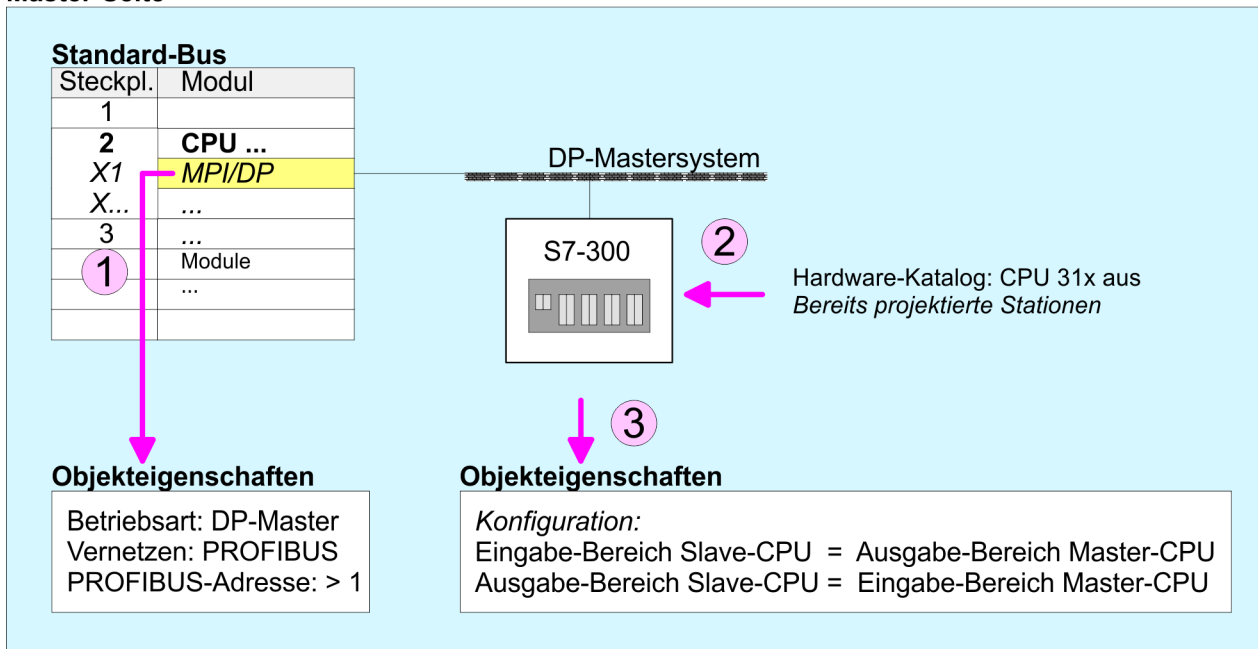 Standard-Bus
Steckpl. Modul
1
2 CPU ...
X1 MPI/DP
X... ...
3 ...
1 Module
...
DP-Mastersystem
S7-300
2
Hardware-Katalog: CPU 31x aus
Bereits projektierte Stationen
3
Objekteigenschaften
Betriebsart: DP-Master
Vernetzen: PROFIBUS
PROFIBUS-Adresse: > 1
Objekteigenschaften
Konfiguration:
Eingabe-Bereich Slave-CPU = Ausgabe-Bereich Master-CPU
Ausgabe-Bereich Slave-CPU = Eingabe-Bereich Master-CPU